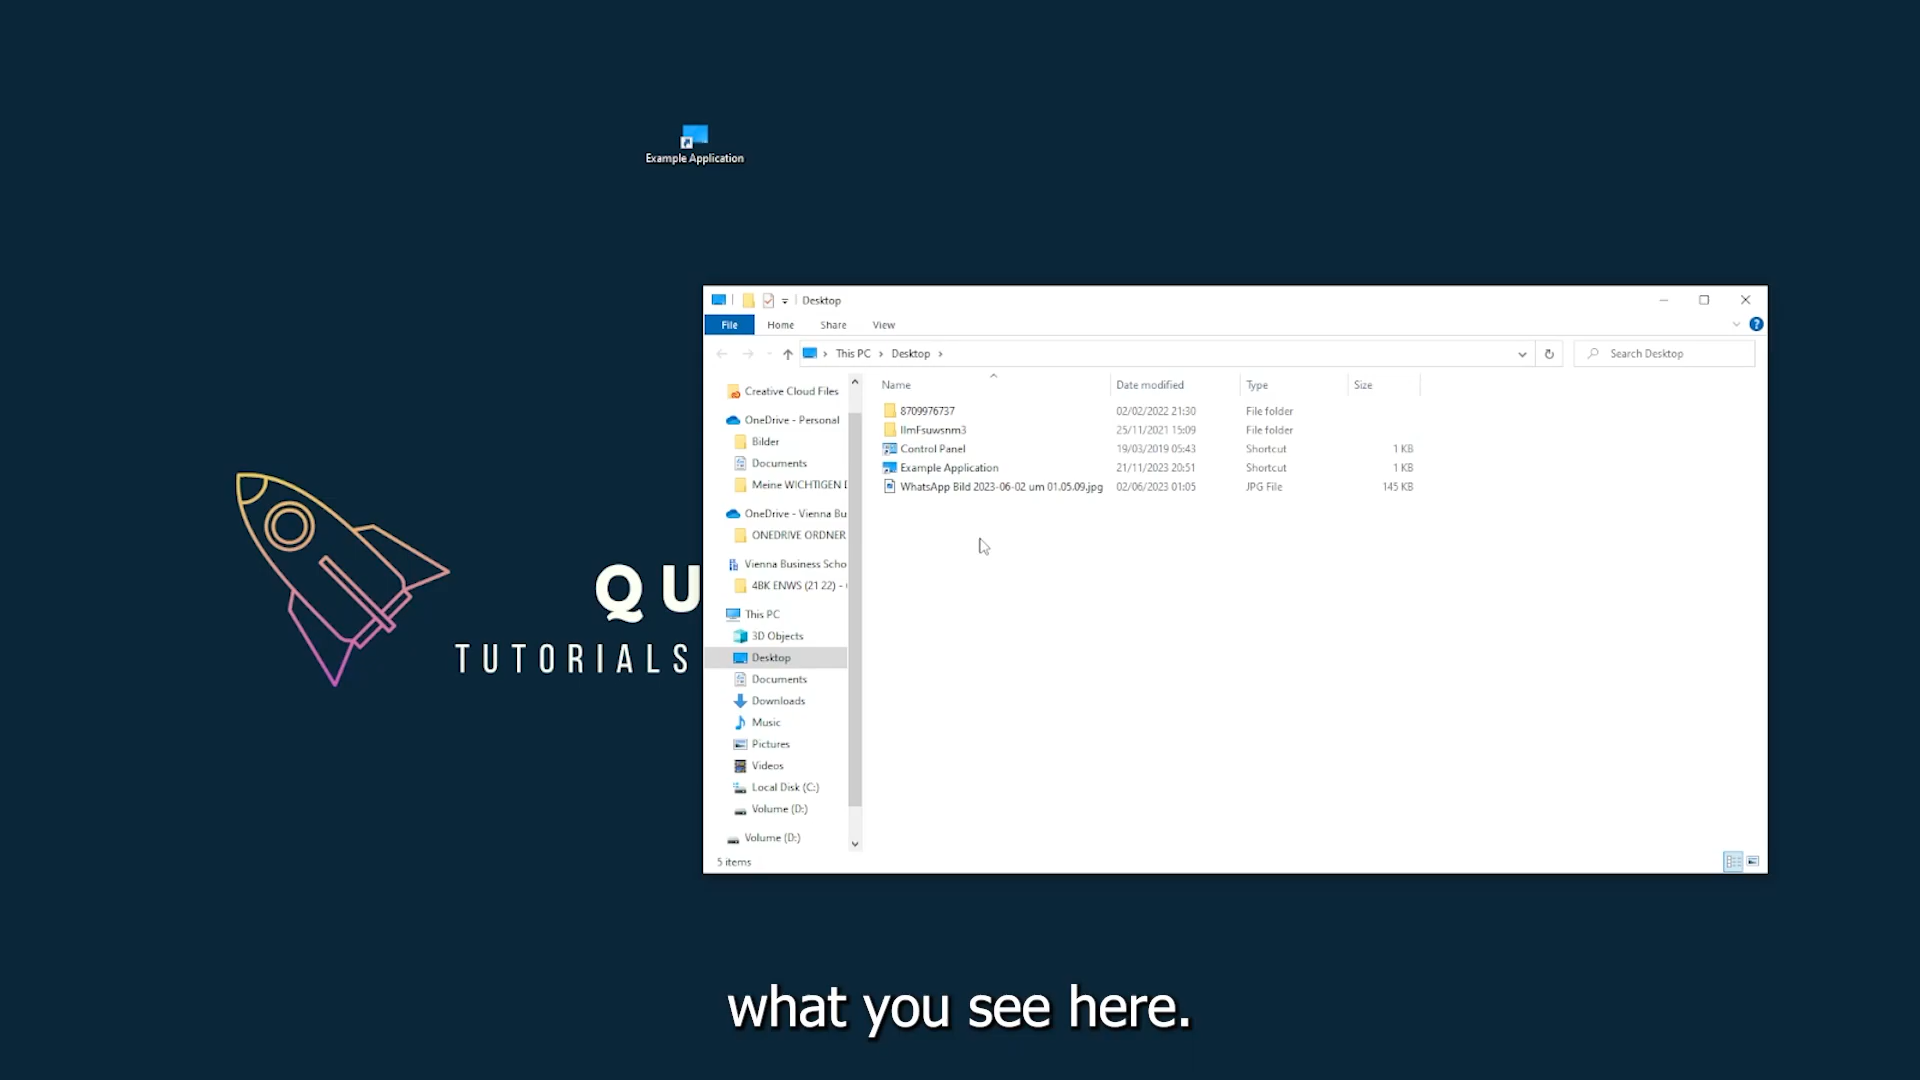 Example Application
QU
TUTORIALS
Desktop
File Home Share View
This PC > Desktop >
Search Desktop
Name Date modified Type Size
8709976737 02/02/2022 21:30 File folder
IlmFsuwsnm3 25/11/2021 15:09 File folder
Control Panel 19/03/2019 05:43 Shortcut 1 KB
Example Application 21/11/2023 20:51 Shortcut 1 KB
WhatsApp Bild 2023-06-02 um 01.05.09.jpg 02/06/2023 01:05 JPG File 145 KB
Creative Cloud Files
OneDrive - Personal
Bilder
Documents
Meine WICHTIGEN
OneDrive - Vienna Bu
ONEDRIVE ORDNER
Vienna Business Scho
4BK ENWS (21 22) -
This PC
3D Objects
Desktop
Documents
Downloads
Music
Pictures
Videos
Local Disk (C:)
Volume (D:)
Volume (D:)
5 items
what you see here.